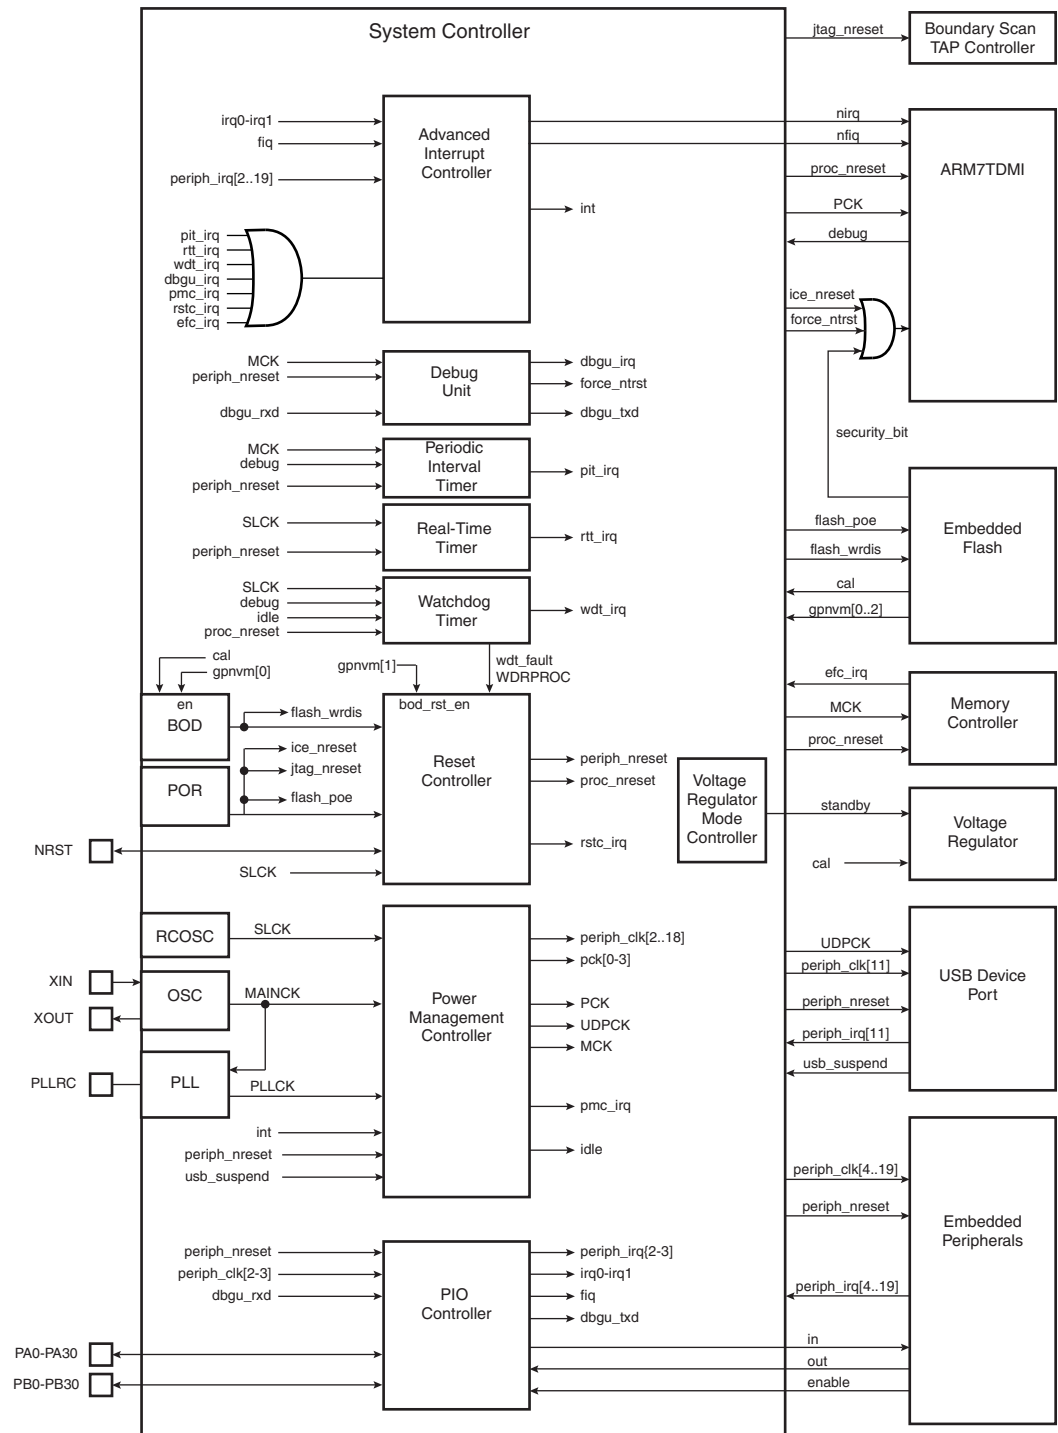 System Controller
jtag_nreset
Boundary Scan
TAP Controller
irq0-irq1
fiq
periph_irq[2..19]
Advanced
Interrupt
Controller
int
nirq
nfiq
proc_nreset
PCK
debug
ARM7TDMI
pit_irq
rtt_irq
wdt_irq
dbgu_irq
pmc_irq
rstc_irq
efc_irq
ice_nreset
force_ntrst
security_bit
MCK
periph_nreset
dbgu_rxd
Debug
Unit
dbgu_irq
force_ntrst
dbgu_txd
MCK
debug
periph_nreset
Periodic
Interval
Timer
pit_irq
SLCK
periph_nreset
Real-Time
Timer
rtt_irq
flash_poe
flash_wrdis
cal
gpnvm[0..2]
Embedded
Flash
SLCK
debug
idle
proc_nreset
Watchdog
Timer
wdt_irq
cal
gpnvm[0]
gpnvm[1]
wdt_fault
WDRPROC
en
BOD
flash_wrdis
ice_nreset
jtag_nreset
flash_poe
POR
bod_rst_en
Reset
Controller
periph_nreset
proc_nreset
rstc_irq
efc_irq
MCK
proc_nreset
Memory
Controller
Voltage
Regulator
Mode
Controller
standby
cal
Voltage
Regulator
NRST
SLCK
RCOSC
SLCK
XIN
XOUT
OSC
MAINCK
PLLRC
PLL
PLLCK
int
periph_nreset
usb_suspend
Power
Management
Controller
periph_clk[2..18]
pck[0-3]
PCK
UDPCK
MCK
pmc_irq
idle
UDPCK
periph_clk[11]
periph_nreset
periph_irq[11]
usb_suspend
USB Device
Port
periph_clk[4..19]
periph_nreset
periph_irq[4..19]
in
out
enable
Embedded
Peripherals
periph_nreset
periph_clk[2-3]
dbgu_rxd
PIO
Controller
periph_irq{2-3]
irq0-irq1
fiq
dbgu_txd
PA0-PA30
PB0-PB30